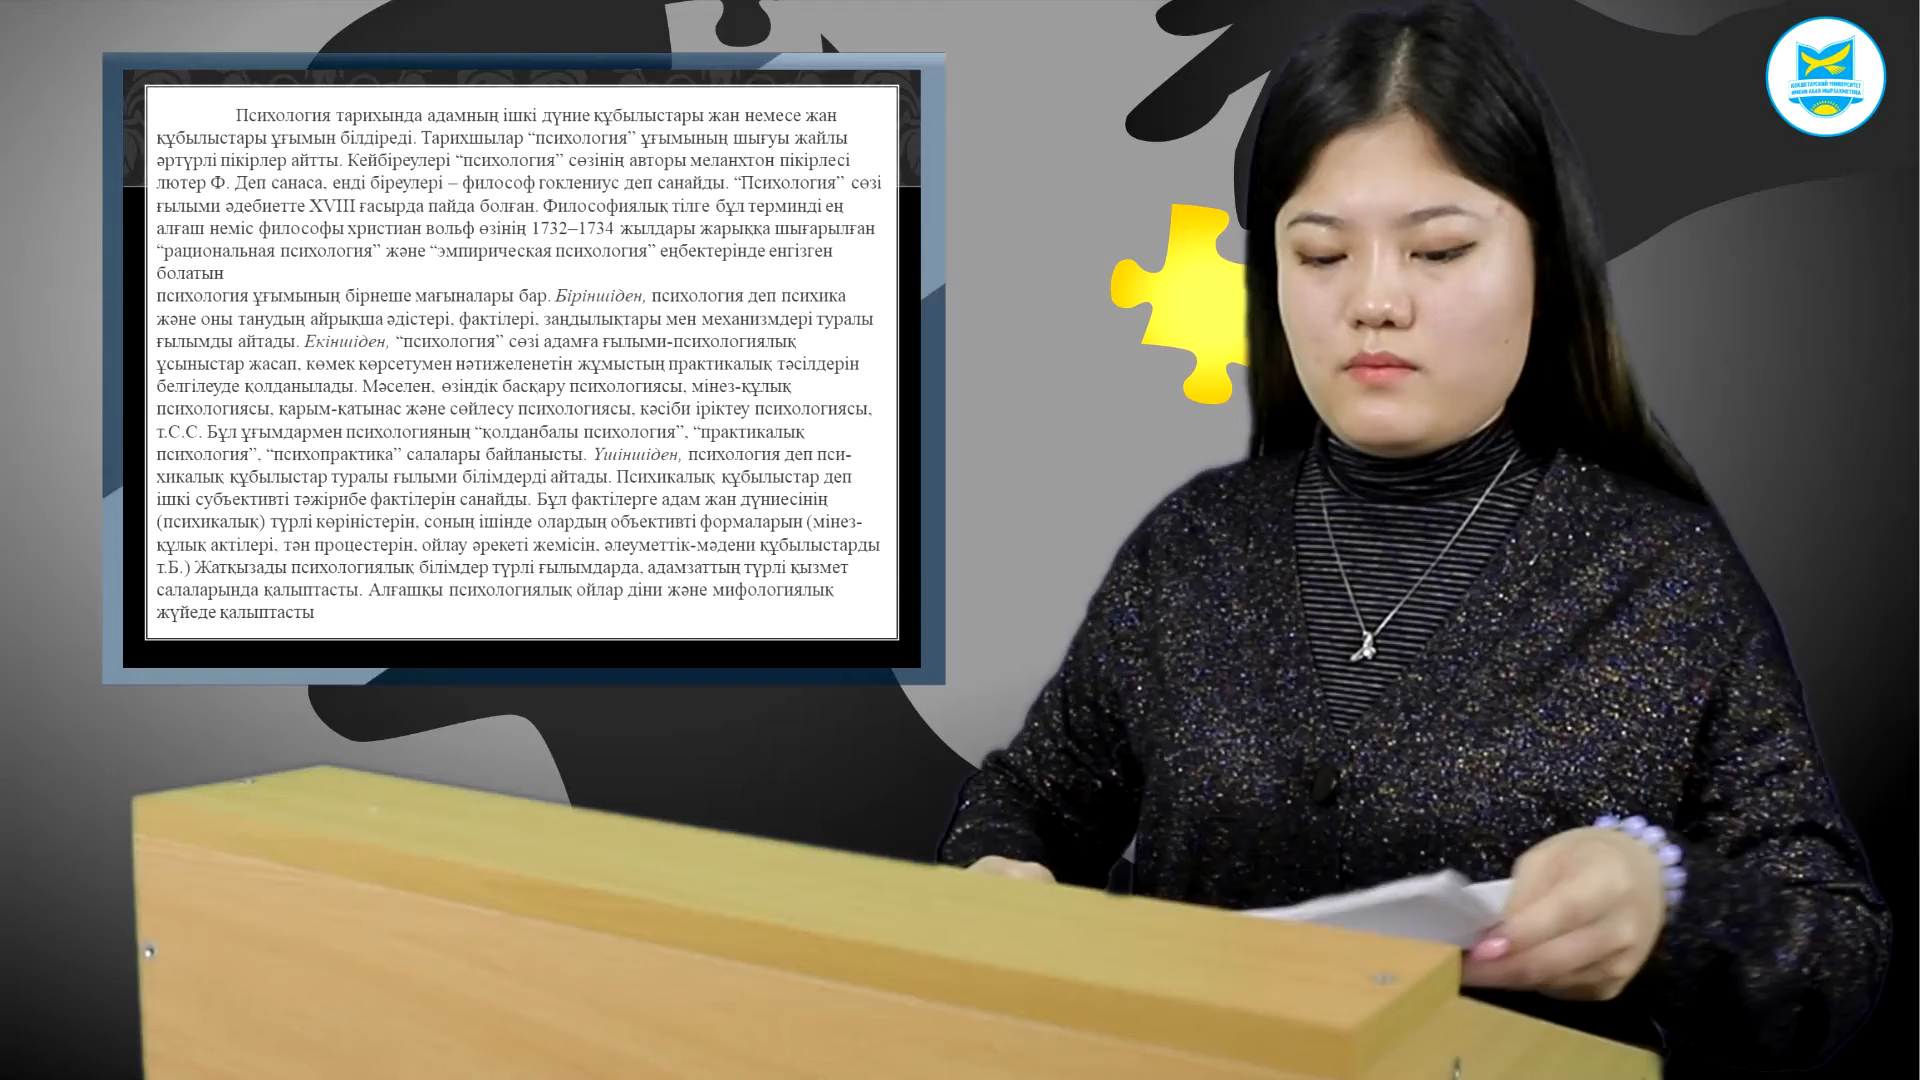 Психология тарихында адамның ішкі дүние құбылыстары жан немесе жан
құбылыстары ұғымын білдіреді. Тарихшылар “психология” ұғымының шығуы жайлы
әртүрлі пікірлер айтты. Кейбіреулері “психология” сөзінің авторы меланхтон пікірлесі
лютер Ф. Деп санаса, енді біреулері – философ гоклениус деп санайды. “Психология” сөзі
ғылыми әдебиетте XVIII ғасырда пайда болған. Философиялық тілге бұл терминді ең
алғаш неміс философы христиан вольф өзінің 1732–1734 жылдары жарыққа шығарылған
“рациональная психология” және “эмпирическая психология” еңбектерінде енгізген
болатын
психология ұғымының бірнеше мағыналары бар. Біріншіден, психология деп психика
және оны танудың айрықша әдістері, фактілері, заңдылықтары мен механизмдері туралы
ғылымды айтады. Екіншіден, “психология” сөзі адамға ғылыми-психологиялық
ұсыныстар жасап, көмек көрсетумен нәтижеленетін жұмыстың практикалық тәсілдерін
белгілеуде қолданылады. Мәселен, өзіндік басқару психологиясы, мінез-құлық
психологиясы, қарым-қатынас және сөйлесу психологиясы, кәсіби іріктеу психологиясы,
т.С.С. Бұл ұғымдармен психологияның “қолданбалы психология”, “практикалық
психология”, “психопрактика” салалары байланысты. Үшіншіден, психология деп пси-
хикалық құбылыстар туралы ғылыми білімдерді айтады. Психикалық құбылыстар деп
ішкі субъективті тәжірибе фактілерін санайды. Бұл фактілерге адам жан дүниесінің
(психикалық) түрлі көріністерін, соның ішінде олардың объективті формаларын (мінез-
құлық актілері, тән процестерін, ойлау әрекеті жемісін, әлеуметтік-мәдени құбылыстарды
т.Б.) Жатқызады психологиялық білімдер түрлі ғылымдарда, адамзаттың түрлі қызмет
салаларында қалыптасты. Алғашқы психологиялық ойлар діни және мифологиялық
жүйеде қалыптасты
КОКШЕТАУСКИЙ УНИВЕРСИТЕТ
ИМЕНИ АБАЯ МЫРЗАХМЕТОВА